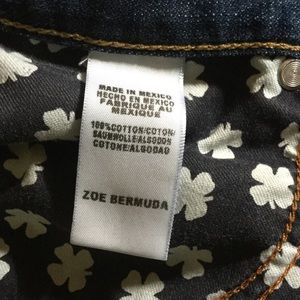 MADE IN MEXICO
HECHO EN MEXICO
FABRIQUE AU
MEXIQUE
100%COTTON/COTON/
BAUMWOLLE/ALGODON
COTONE/ALGODAO
ZOE BERMUDA